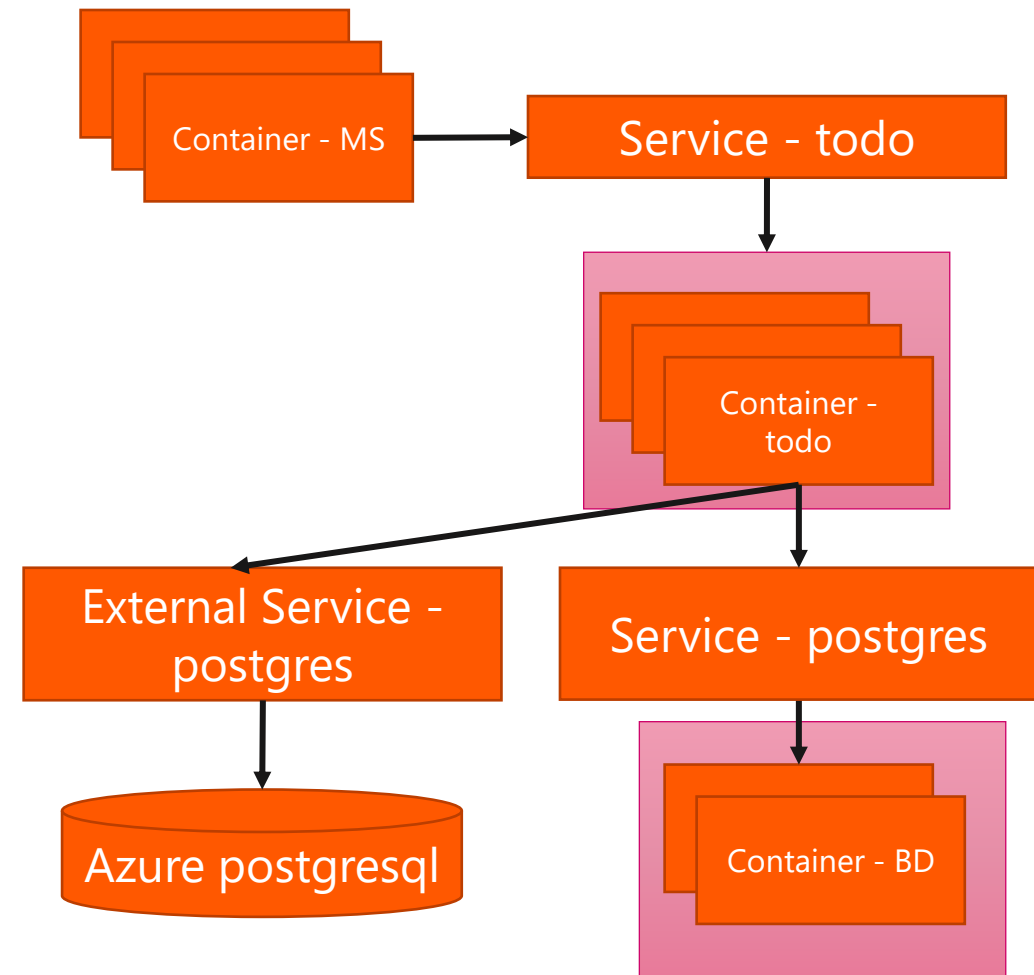 Container - MS
Service - todo
Container -
todo
External Service -
postgres
Service - postgres
Azure postgresql
Container - BD